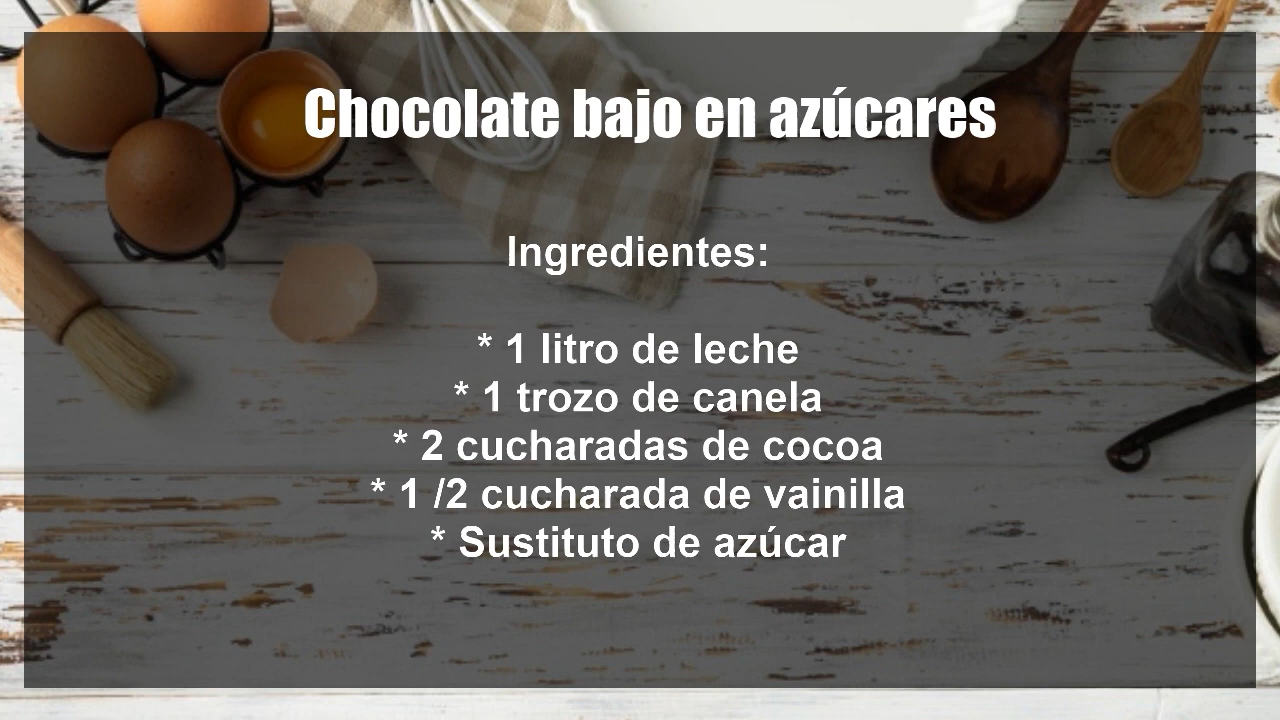 Chocolate bajo en azúcares
Ingredientes:
* 1 litro de leche
* 1 trozo de canela
* 2 cucharadas de cocoa
* 1 /2 cucharada de vainilla
* Sustituto de azúcar